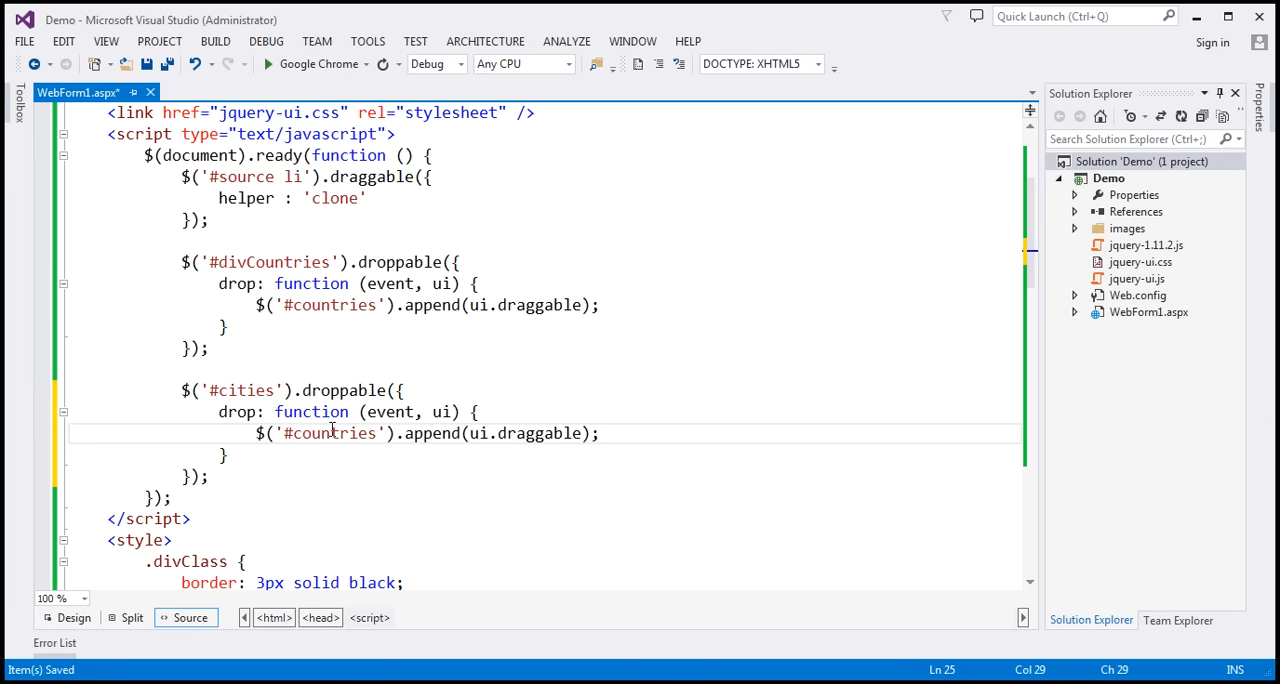 Demo - Microsoft Visual Studio (Administrator)
Quick Launch (Ctrl+Q)
FILE EDIT VIEW PROJECT BUILD DEBUG TEAM TOOLS TEST ARCHITECTURE ANALYZE WINDOW HELP
Sign in
Google Chrome Debug Any CPU DOCTYPE: XHTML5
Toolbox
WebForm1.aspx*
<link href="jquery-ui.css" rel="stylesheet" />
<script type="text/javascript">
$(document).ready(function () {
$('#source li').draggable({
helper : 'clone'
});
$('#divCountries').droppable({
drop: function (event, ui) {
$('#countries').append(ui.draggable);
}
});
$('#cities').droppable({
drop: function (event, ui) {
$('#countries').append(ui.draggable);
}
});
});
</script>
<style>
.divClass {
border: 3px solid black;
100 %
Design Split Source <html> <head> <script>
Error List
Solution Explorer
Search Solution Explorer (Ctrl+;)
Solution 'Demo' (1 project)
Demo
Properties
References
images
jquery-1.11.2.js
jquery-ui.css
jquery-ui.js
Web.config
WebForm1.aspx
Solution Explorer Team Explorer
Properties
Item(s) Saved Ln 25 Col 29 Ch 29 INS